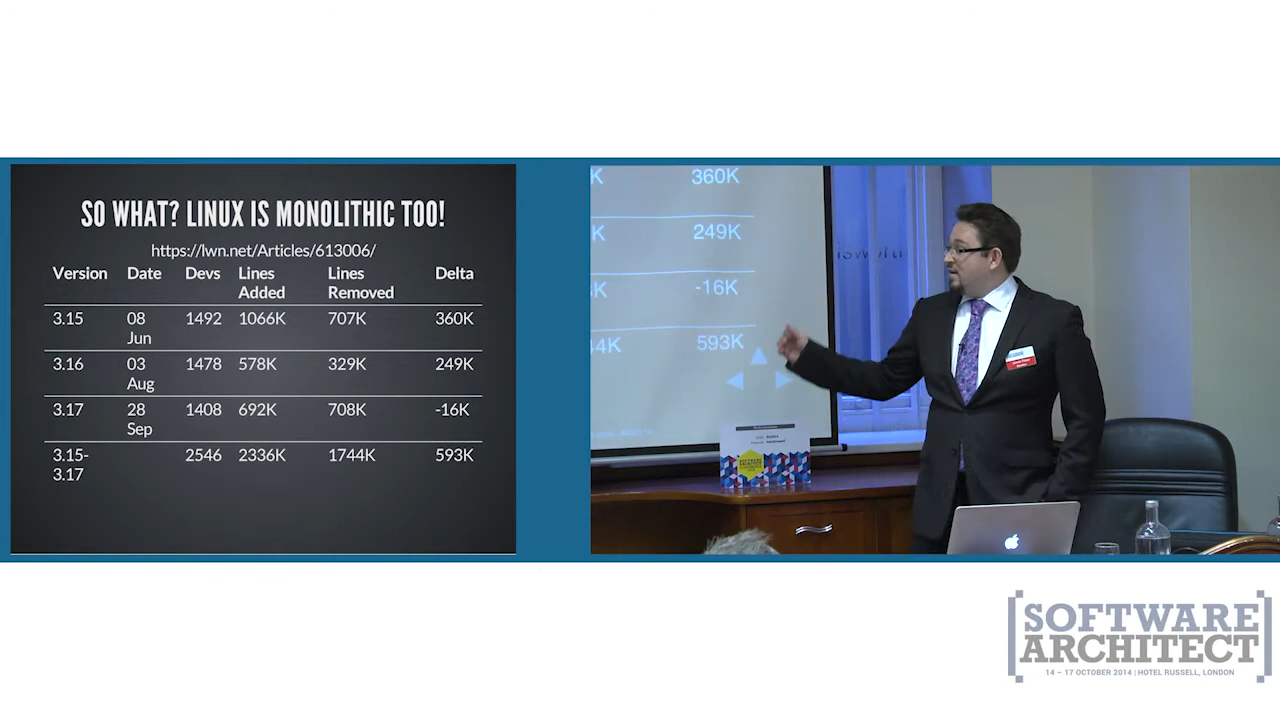 SO WHAT? LINUX IS MONOLITHIC TOO!
https://lwn.net/Articles/613006/
Version Date Devs Lines Added Lines Removed Delta
3.15 08 Jun 1492 1066K 707K 360K
3.16 03 Aug 1478 578K 329K 249K
3.17 28 Sep 1408 692K 708K -16K
3.15-3.17 2546 2336K 1744K 593K
K 360K
K 249K
K -16K
4K 593K
SOFTWARE
ARCHITECT
[SOFTWARE
ARCHITECT]
14 – 17 OCTOBER 2014 | HOTEL RUSSELL, LONDON